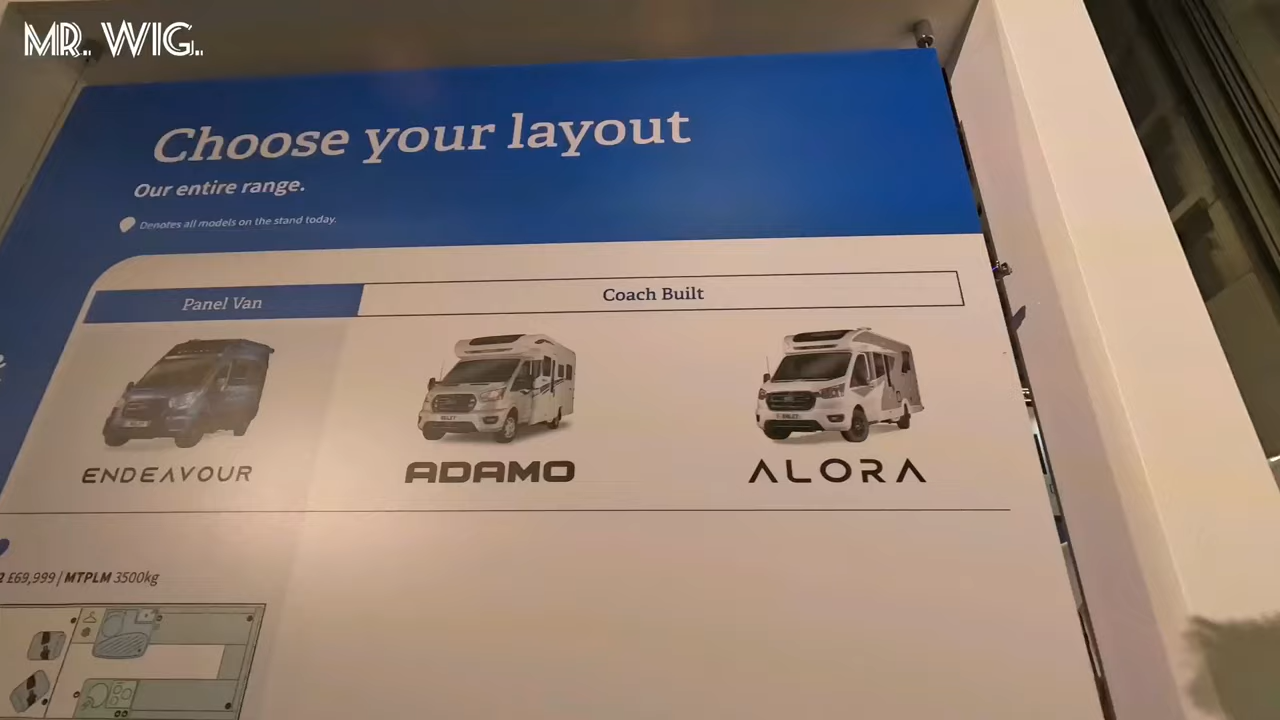 MR. WIG.
Choose your layout
Our entire range.
Denotes all models on the stand today.
Panel Van
Coach Built
ENDEAVOUR
ADAMO
ALORA
£69,999 | MTPLM 3500kg